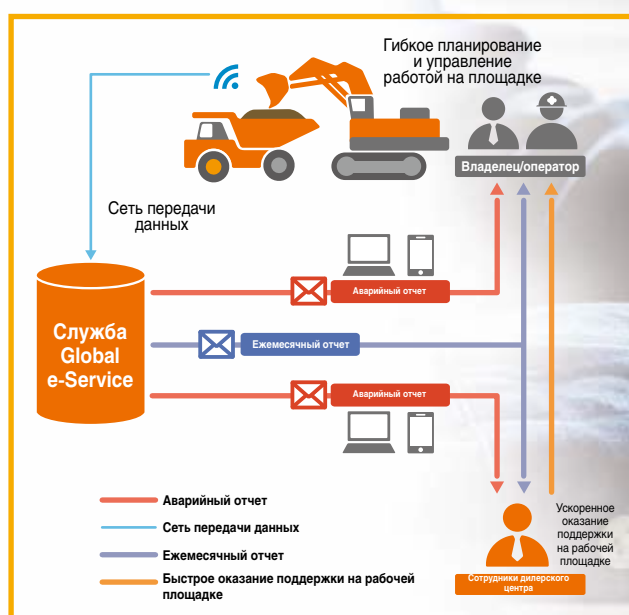 Гибкое планирование
и управление
работой на площадке
Владелец/оператор
Сеть передачи
данных
Аварийный отчет
Служба
Global
e-Service
Ежемесячный отчет
Аварийный отчет
Аварийный отчет
Сеть передачи данных
Ежемесячный отчет
Быстрое оказание поддержки на рабочей
площадке
Ускоренное
оказание
поддержки
на рабочей
площадке
Сотрудники дилерского
центра